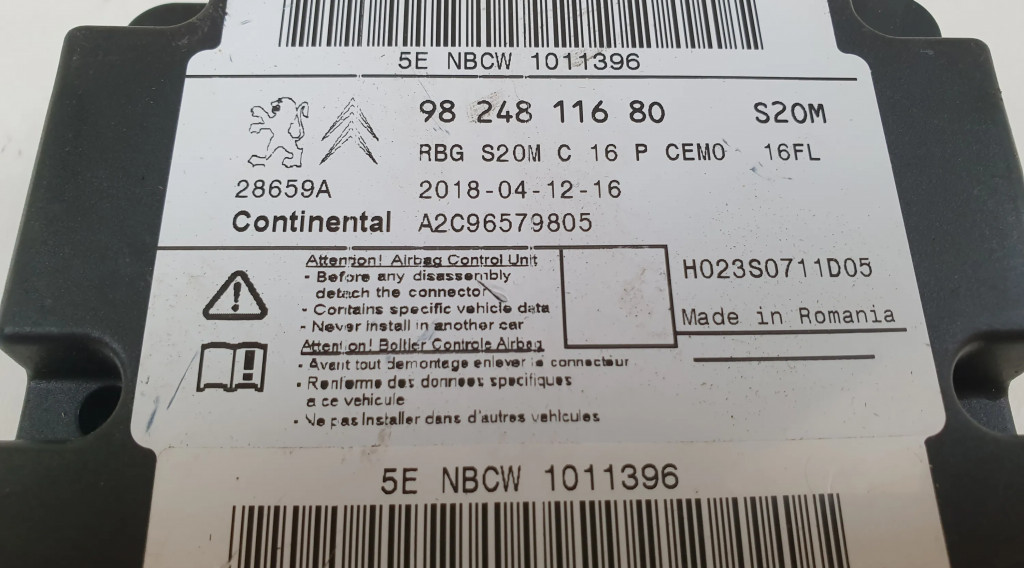 5E NBCW 1011396
98 248 116 80 S20M
RBG S20M C 16 P CEMO 16FL
28659A 2018-04-12-16
Continental A2C96579805
Attention! Airbag Control Unit
- Before any disassembly
detach the connector
- Contains specific vehicle data
- Never install in another car
H023S0711D05
Made in Romania
Attention! Boîtier Controle Airbag
- Avant tout demontage enlever le connecteur
- Renferme des donnees specifiques
a ce vehicule
- Ne pas installer dans d'autres vehicules
5E NBCW 1011396